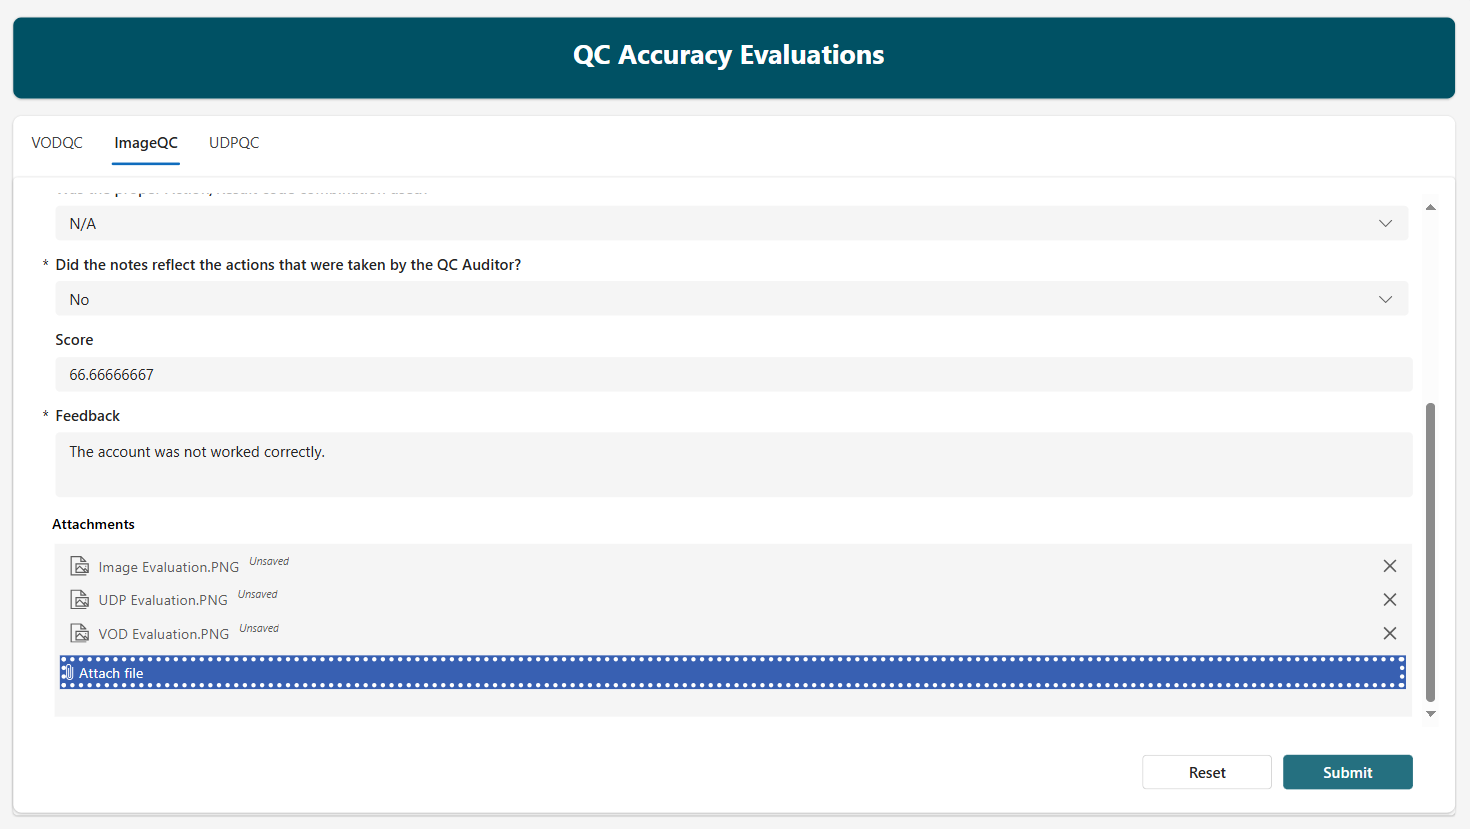 QC Accuracy Evaluations
VODQC
ImageQC
UDPQC
N/A
* Did the notes reflect the actions that were taken by the QC Auditor?
No
Score
66.66666667
* Feedback
The account was not worked correctly.
Attachments
Image Evaluation.PNG Unsaved
UDP Evaluation.PNG Unsaved
VOD Evaluation.PNG Unsaved
Attach file
Reset
Submit